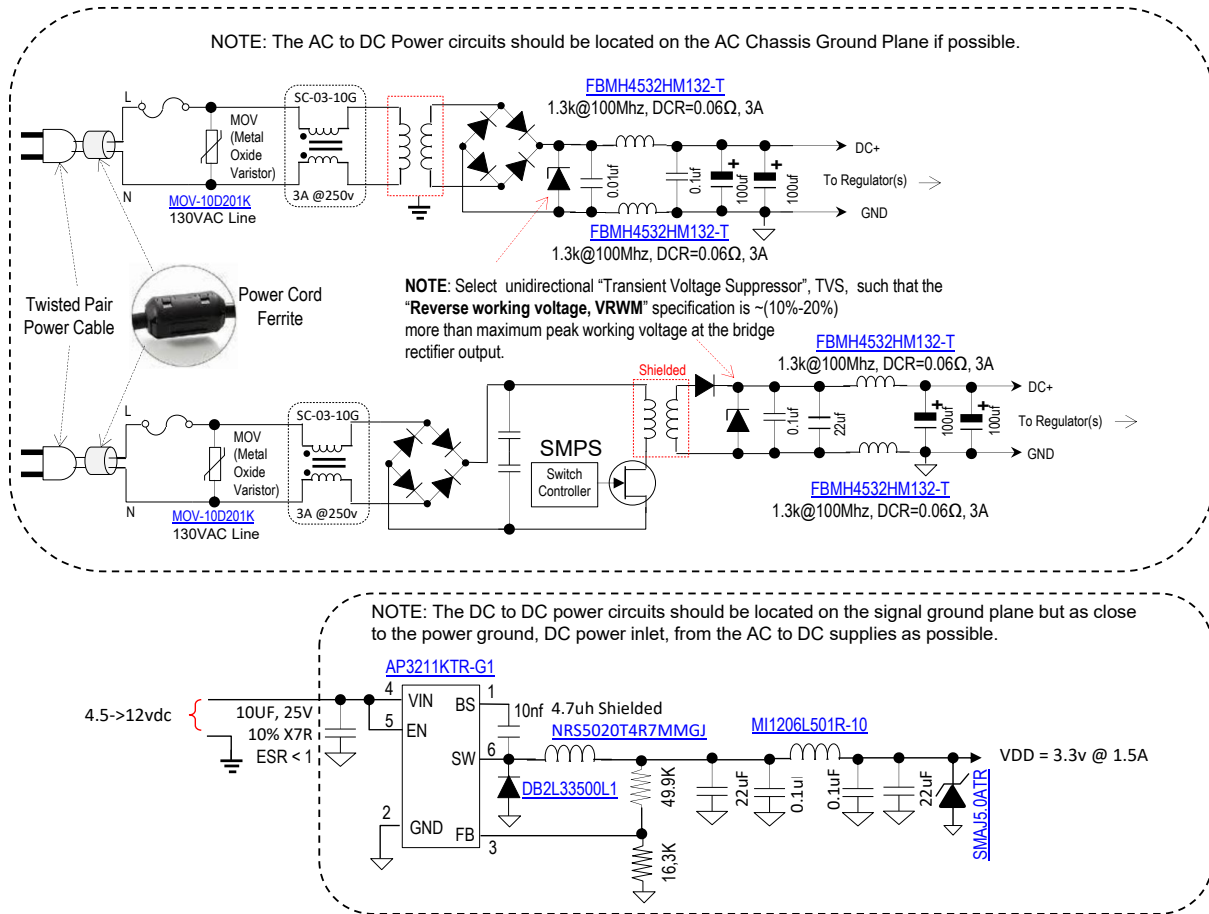 NOTE: The AC to DC Power circuits should be located on the AC Chassis Ground Plane if possible.
FBMH4532HM132-T
1.3k@100Mhz, DCR=0.06Ω, 3A
SC-03-10G
L
MOV
(Metal
Oxide
Varistor)
N
MOV-10D201K
130VAC Line
3A @250v
0.01uf
0.1uf
+
100uf
+
100uf
DC+
To Regulator(s)
GND
FBMH4532HM132-T
1.3k@100Mhz, DCR=0.06Ω, 3A
Twisted Pair
Power Cable
Power Cord
Ferrite
NOTE: Select unidirectional “Transient Voltage Suppressor”, TVS, such that the
“Reverse working voltage, VRWM” specification is ~(10%-20%)
more than maximum peak working voltage at the bridge
rectifier output.
FBMH4532HM132-T
1.3k@100Mhz, DCR=0.06Ω, 3A
Shielded
SC-03-10G
L
MOV
(Metal
Oxide
Varistor)
N
MOV-10D201K
130VAC Line
3A @250v
SMPS
Switch
Controller
0.1uf
22uf
+
100uf
+
100uf
DC+
To Regulator(s)
GND
FBMH4532HM132-T
1.3k@100Mhz, DCR=0.06Ω, 3A
NOTE: The DC to DC power circuits should be located on the signal ground plane but as close
to the power ground, DC power inlet, from the AC to DC supplies as possible.
AP3211KTR-G1
4.5->12vdc
10UF, 25V
10% X7R
ESR < 1
4
VIN
5
EN
2
GND
BS
1
SW
6
FB
3
10nf
4.7uh Shielded
NRS5020T4R7MMGJ
DB2L33500L1
49.9K
16,3K
22uF
0.1uF
MI1206L501R-10
0.1uF
22uF
VDD = 3.3v @ 1.5A
SMAJ5.0ATR